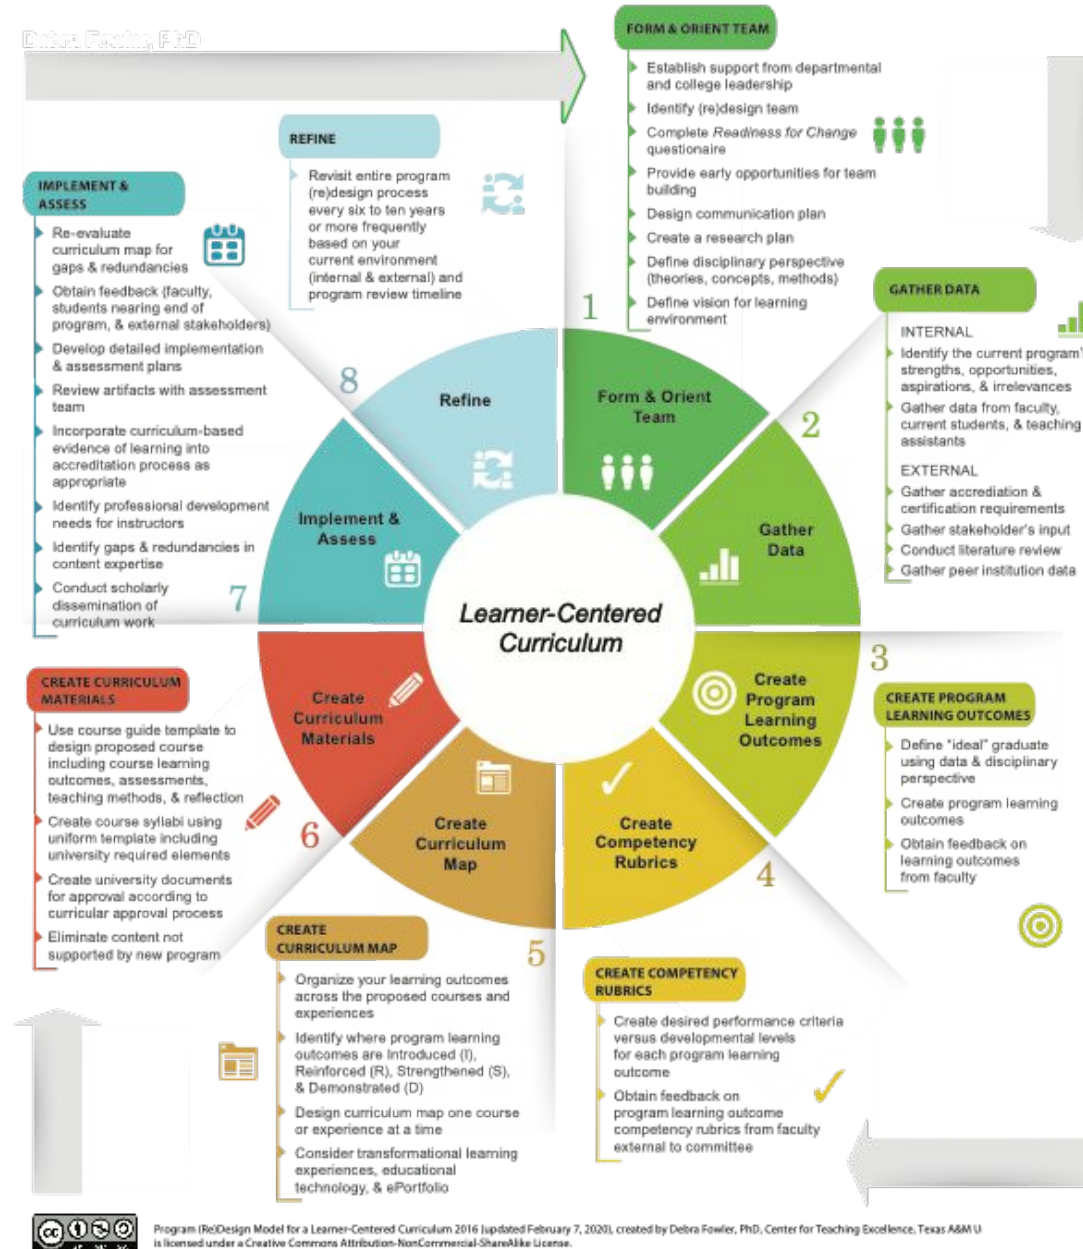 Debra Fowler, PhD
FORM & ORIENT TEAM
Establish support from departmental
and college leadership
Identify (re)design team
Complete Readiness for Change
questionaire
Provide early opportunities for team
building
Design communication plan
Create a research plan
Define disciplinary perspective
(theories, concepts, methods)
Define vision for learning
environment
REFINE
Revisit entire program
(re)design process
every six to ten years
or more frequently
based on your
current environment
(internal & external) and
program review timeline
IMPLEMENT &
ASSESS
Re-evaluate
curriculum map for
gaps & redundancies
Obtain feedback (faculty,
students nearing end of
program, & external stakeholders)
Develop detailed implementation
& assessment plans
Review artifacts with assessment
team
Incorporate curriculum-based
evidence of learning into
accreditation process as
appropriate
Identify professional development
needs for instructors
Identify gaps & redundancies in
content expertise
Conduct scholarly
dissemination of
curriculum work
GATHER DATA
INTERNAL
Identify the current program's
strengths, opportunities,
aspirations, & irrelevances
Gather data from faculty,
current students, & teaching
assistants
EXTERNAL
Gather accrediation &
certification requirements
Gather stakeholder's input
Conduct literature review
Gather peer institution data
1
2
3
4
5
6
7
8
Form & Orient
Team
Gather
Data
Create
Program
Learning
Outcomes
Create
Competency
Rubrics
Create
Curriculum
Map
Create
Curriculum
Materials
Implement &
Assess
Refine
Learner-Centered
Curriculum
CREATE PROGRAM
LEARNING OUTCOMES
Define "ideal" graduate
using data & disciplinary
perspective
Create program learning
outcomes
Obtain feedback on
learning outcomes
from faculty
CREATE CURRICULUM
MATERIALS
Use course guide template to
design proposed course
including course learning
outcomes, assessments,
teaching methods, & reflection
Create course syllabi using
uniform template including
university required elements
Create university documents
for approval according to
curricular approval process
Eliminate content not
supported by new program
CREATE
CURRICULUM MAP
Organize your learning outcomes
across the proposed courses and
experiences
Identify where program learning
outcomes are Introduced (I),
Reinforced (R), Strengthened (S),
& Demonstrated (D)
Design curriculum map one course
or experience at a time
Consider transformational learning
experiences, educational
technology, & ePortfolio
CREATE COMPETENCY
RUBRICS
Create desired performance criteria
versus developmental levels
for each program learning
outcome
Obtain feedback on
program learning outcome
competency rubrics from faculty
external to committee
cc
Program (Re)Design Model for a Learner-Centered Curriculum 2016 (updated February 7, 2020), created by Debra Fowler, PhD, Center for Teaching Excellence, Texas A&M U
is licensed under a Creative Commons Attribution-NonCommercial-ShareAlike License.